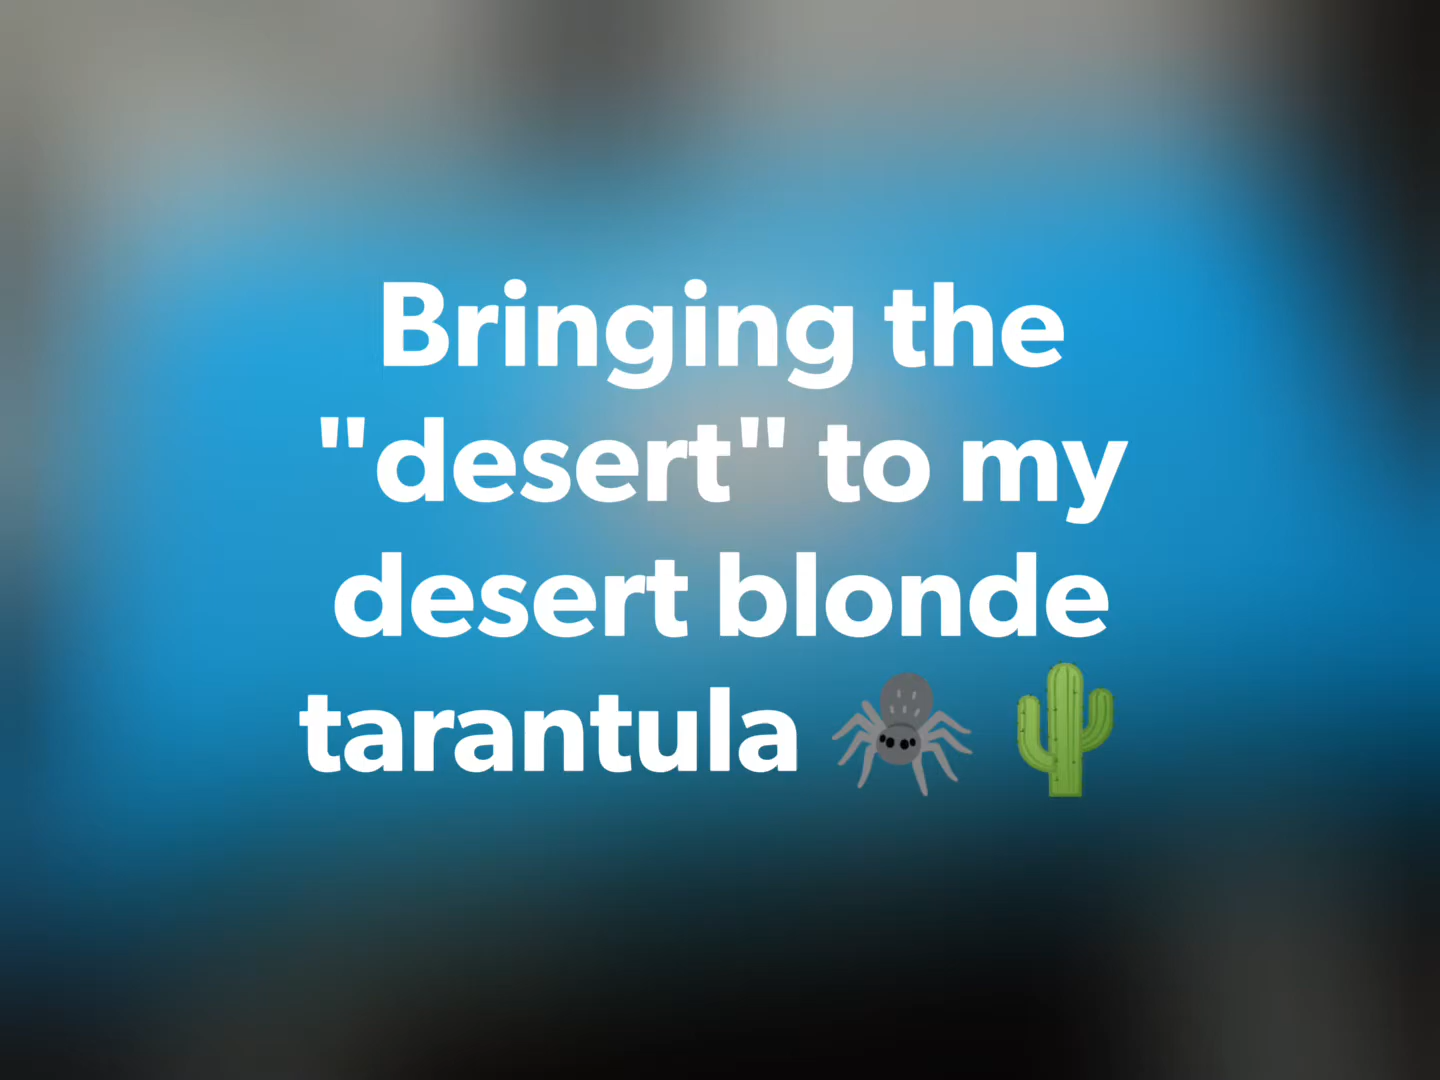 Bringing the
"desert" to my
desert blonde
tarantula 🕷️ 🌵